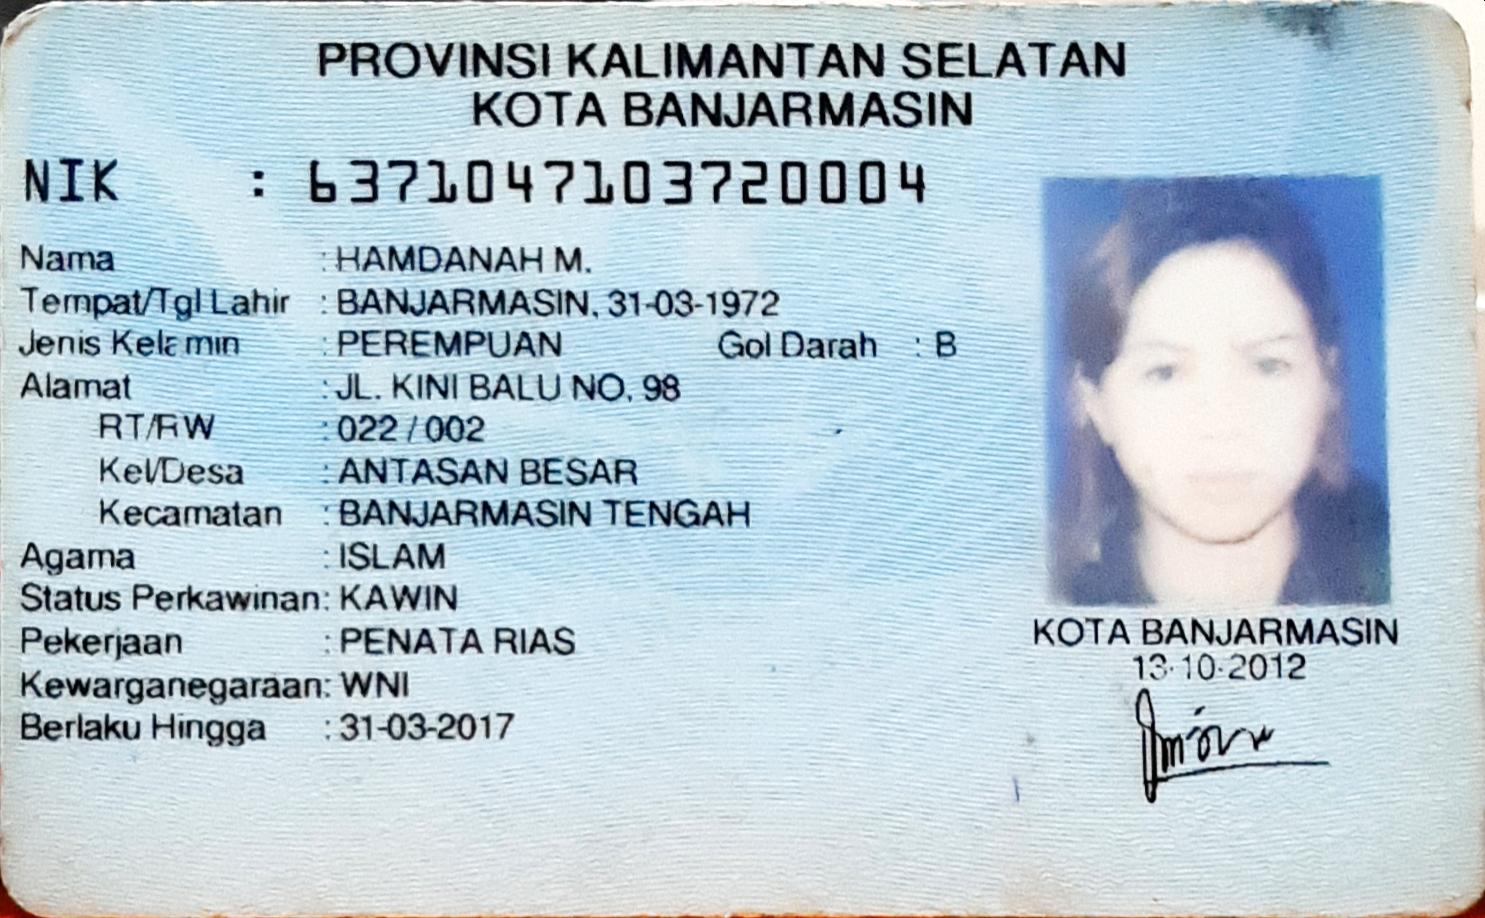 PROVINSI KALIMANTAN SELATAN
KOTA BANJARMASIN
NIK : 6371047103720004
Nama : HAMDANAH M.
Tempat/Tgl Lahir : BANJARMASIN, 31-03-1972
Jenis Kelamin : PEREMPUAN Gol Darah : B
Alamat : JL. KINI BALU NO. 98
RT/RW : 022 / 002
Kel/Desa : ANTASAN BESAR
Kecamatan : BANJARMASIN TENGAH
Agama : ISLAM
Status Perkawinan: KAWIN
Pekerjaan : PENATA RIAS
Kewarganegaraan: WNI
Berlaku Hingga : 31-03-2017
KOTA BANJARMASIN
13-10-2012